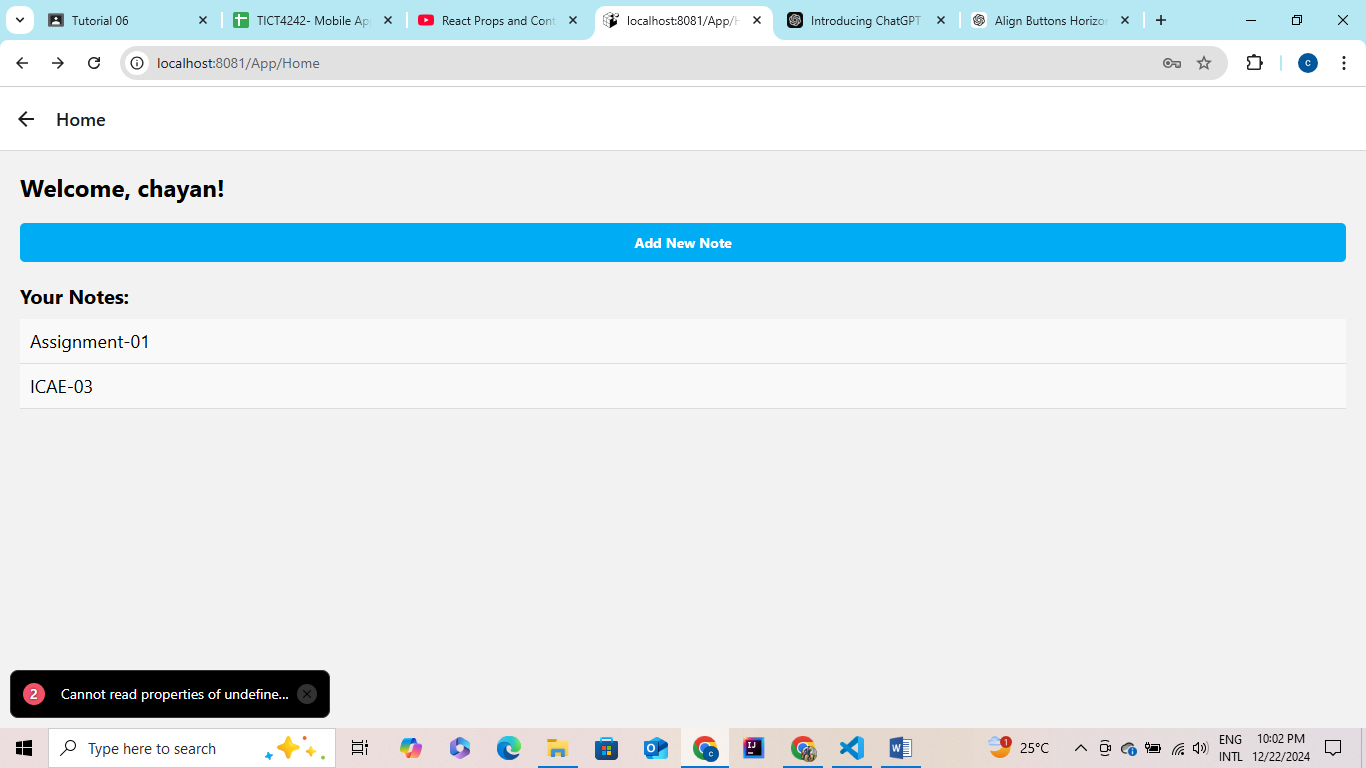 Tutorial 06
TICT4242- Mobile Ap
React Props and Cont
localhost:8081/App/H
Introducing ChatGPT
Align Buttons Horizor
localhost:8081/App/Home
c
Home
Welcome, chayan!
Add New Note
Your Notes:
Assignment-01
ICAE-03
2
Cannot read properties of undefine...
Type here to search
1
25°C
ENG
INTL
10:02 PM
12/22/2024